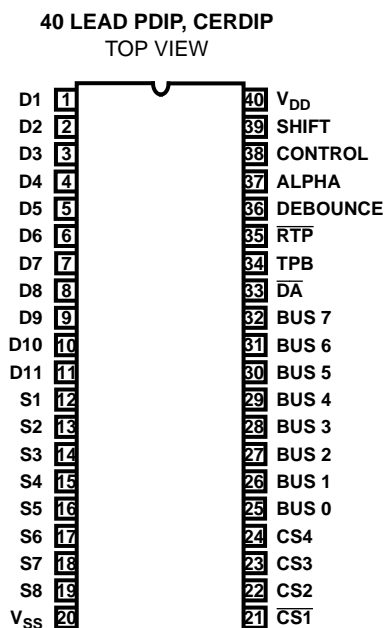 40 LEAD PDIP, CERDIP
TOP VIEW
D1 1 40 VDD
D2 2 39 SHIFT
D3 3 38 CONTROL
D4 4 37 ALPHA
D5 5 36 DEBOUNCE
D6 6 35 R̅T̅P̅
D7 7 34 TPB
D8 8 33 D̅A̅
D9 9 32 BUS 7
D10 10 31 BUS 6
D11 11 30 BUS 5
S1 12 29 BUS 4
S2 13 28 BUS 3
S3 14 27 BUS 2
S4 15 26 BUS 1
S5 16 25 BUS 0
S6 17 24 CS4
S7 18 23 CS3
S8 19 22 CS2
VSS 20 21 C̅S̅1̅